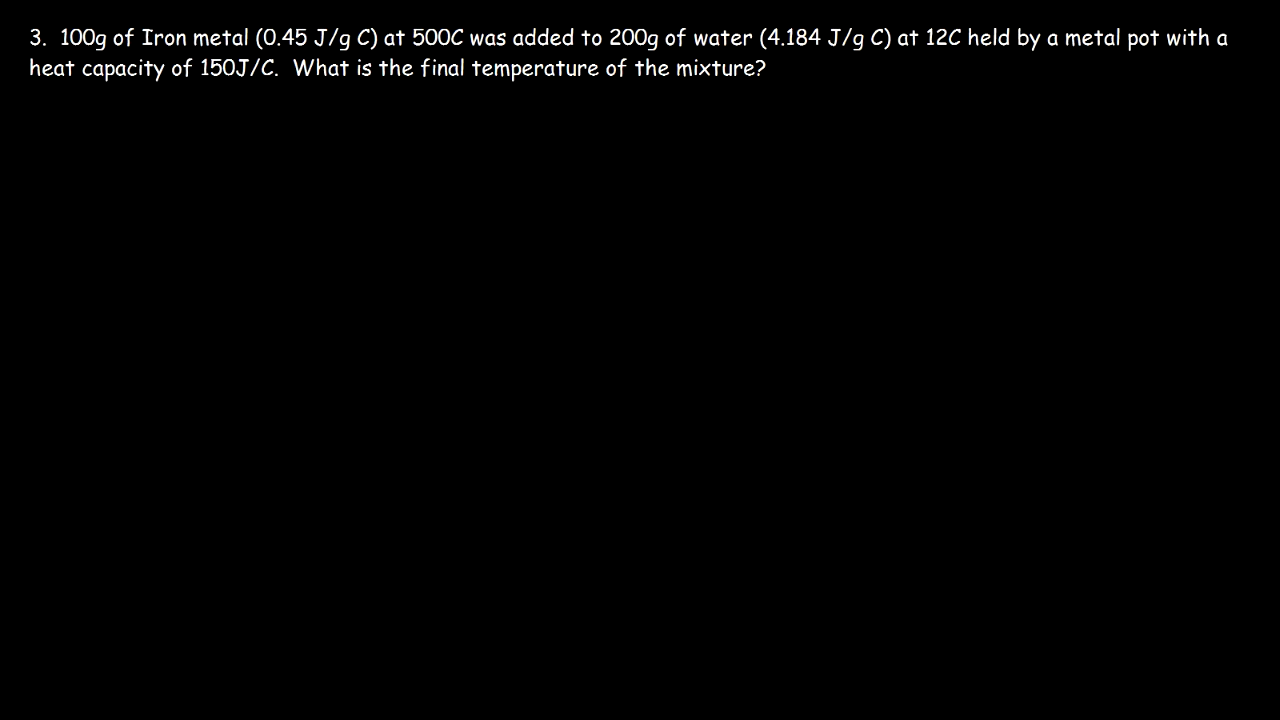 3. 100g of Iron metal (0.45 J/g C) at 500C was added to 200g of water (4.184 J/g C) at 12C held by a metal pot with a
heat capacity of 150J/C. What is the final temperature of the mixture?